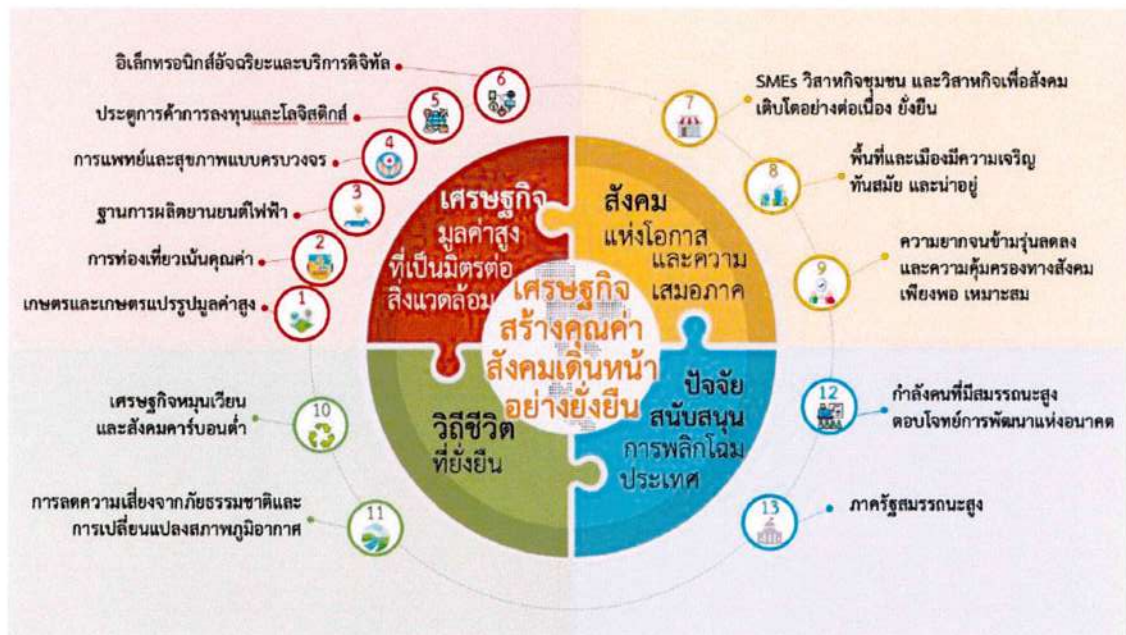 6
อิเล็กทรอนิกส์อัจฉริยะและบริการดิจิทัล
5
ประตูการค้าการลงทุนและโลจิสติกส์
4
การแพทย์และสุขภาพแบบครบวงจร
3
ฐานการผลิตยานยนต์ไฟฟ้า
2
การท่องเที่ยวเน้นคุณค่า
1
เกษตรและเกษตรแปรรูปมูลค่าสูง
เศรษฐกิจ
มูลค่าสูง
ที่เป็นมิตรต่อ
สิ่งแวดล้อม
7
SMEs วิสาหกิจชุมชน และวิสาหกิจเพื่อสังคม
เติบโตอย่างต่อเนื่อง ยั่งยืน
8
พื้นที่และเมืองมีความเจริญ
ทันสมัย และน่าอยู่
9
ความยากจนข้ามรุ่นลดลง
และความคุ้มครองทางสังคม
เพียงพอ เหมาะสม
สังคม
แห่งโอกาส
และความ
เสมอภาค
เศรษฐกิจ
สร้างคุณค่า
สังคมเดินหน้า
อย่างยั่งยืน
วิถีชีวิต
ที่ยั่งยืน
10
เศรษฐกิจหมุนเวียน
และสังคมคาร์บอนต่ำ
11
การลดความเสี่ยงจากภัยธรรมชาติและ
การเปลี่ยนแปลงสภาพภูมิอากาศ
ปัจจัย
สนับสนุน
การพลิกโฉม
ประเทศ
12
กำลังคนที่มีสมรรถนะสูง
ตอบโจทย์การพัฒนาแห่งอนาคต
13
ภาครัฐสมรรถนะสูง